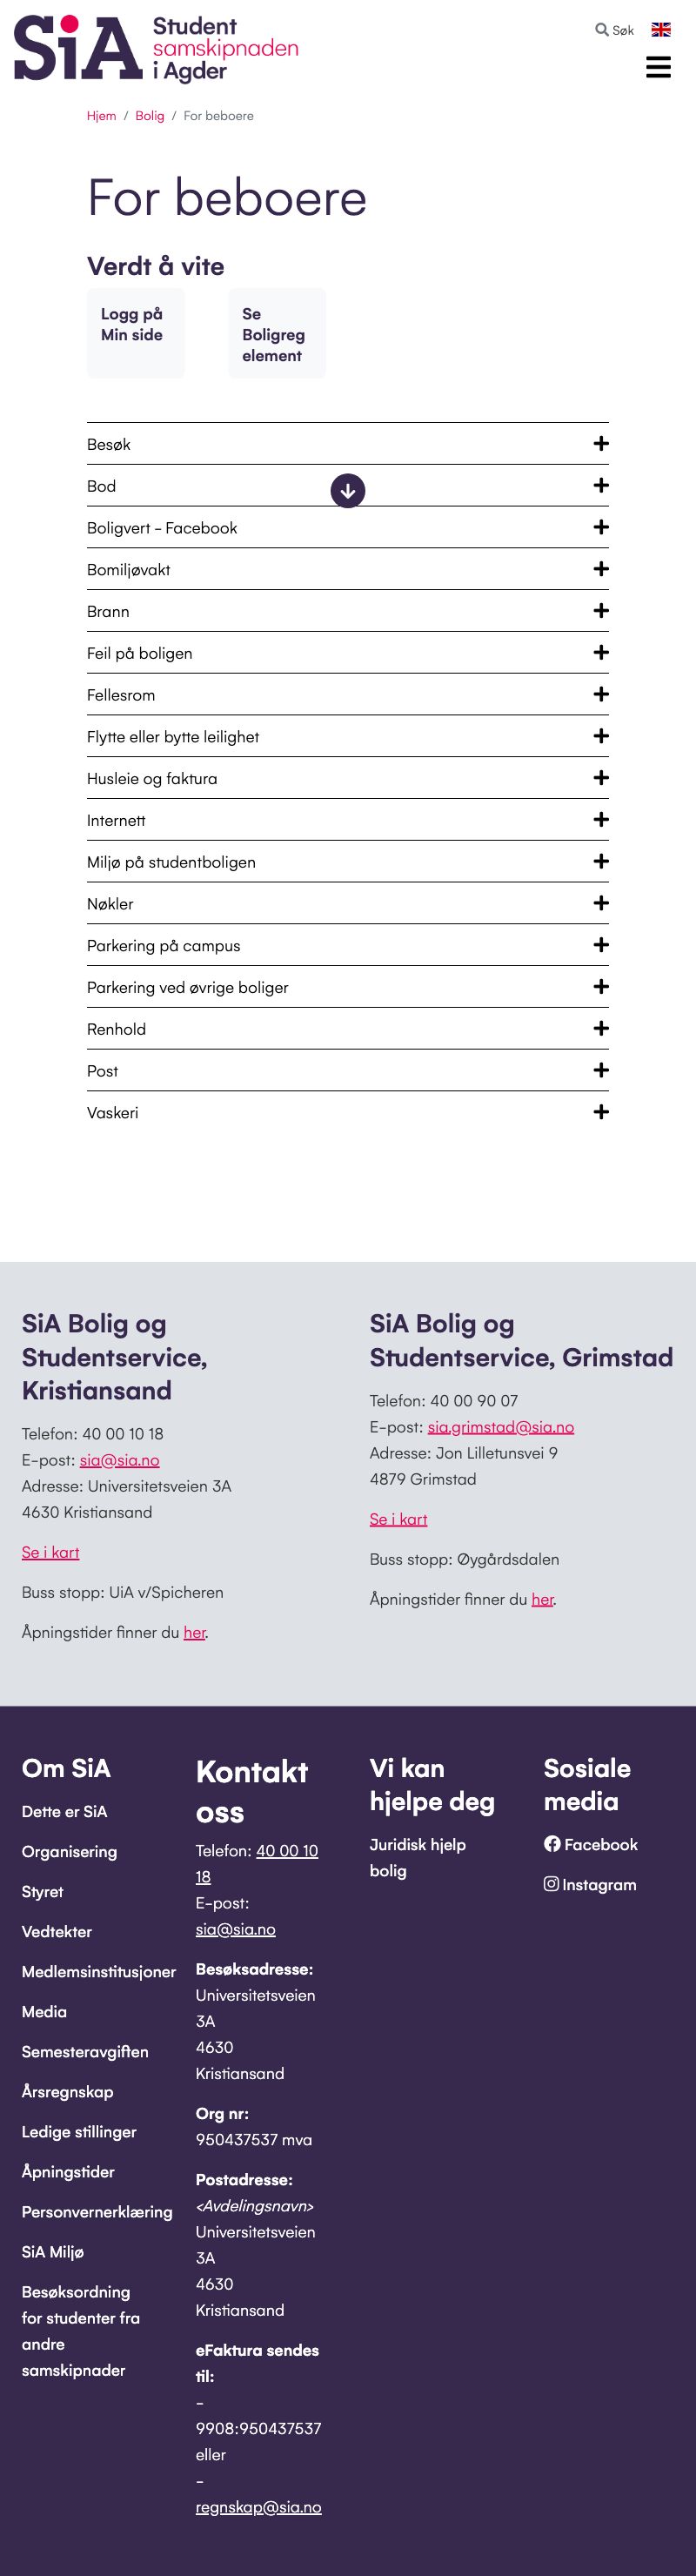 SiA Student
samskipnaden
i Agder
Søk
Hjem / Bolig / For beboere
For beboere
Verdt å vite
Logg på
Min side
Se
Boligreg
element
Besøk
Bod
Boligvert - Facebook
Bomiljøvakt
Brann
Feil på boligen
Fellesrom
Flytte eller bytte leilighet
Husleie og faktura
Internett
Miljø på studentboligen
Nøkler
Parkering på campus
Parkering ved øvrige boliger
Renhold
Post
Vaskeri
SiA Bolig og
Studentservice,
Kristiansand
Telefon: 40 00 10 18
E-post: sia@sia.no
Adresse: Universitetsveien 3A
4630 Kristiansand
Se i kart
Buss stopp: UiA v/Spicheren
Åpningstider finner du her.
SiA Bolig og
Studentservice, Grimstad
Telefon: 40 00 90 07
E-post: sia.grimstad@sia.no
Adresse: Jon Lilletunsvei 9
4879 Grimstad
Se i kart
Buss stopp: Øygårdsdalen
Åpningstider finner du her.
Om SiA
Dette er SiA
Organisering
Styret
Vedtekter
Medlemsinstitusjoner
Media
Semesteravgiften
Årsregnskap
Ledige stillinger
Åpningstider
Personvernerklæring
SiA Miljø
Besøksordning
for studenter fra
andre
samskipnader
Kontakt
oss
Telefon: 40 00 10
18
E-post:
sia@sia.no
Besøksadresse:
Universitetsveien
3A
4630
Kristiansand
Org nr:
950437537 mva
Postadresse:
<Avdelingsnavn>
Universitetsveien
3A
4630
Kristiansand
eFaktura sendes
til:
-
9908:950437537
eller
-
regnskap@sia.no
Vi kan
hjelpe deg
Juridisk hjelp
bolig
Sosiale
media
Facebook
Instagram